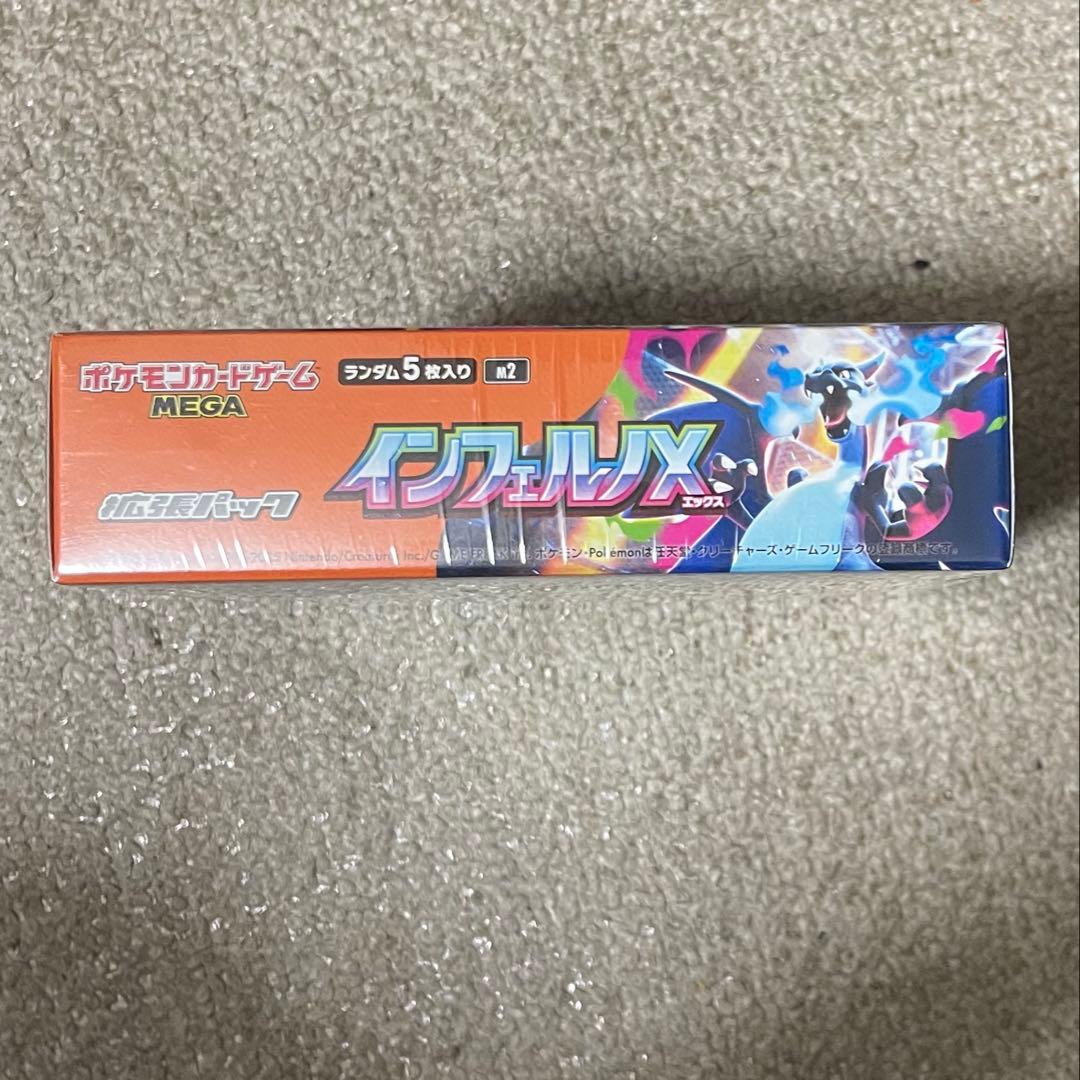 ポケモンカードゲーム
MEGA
ランダム5枚入り M2
インフェルノX
エックス
拡張パック
Nintendo/Creatures Inc./GAME FREAK ポケモン・Pokémonは任天堂・クリーチャーズ・ゲームフリークの登録商標です。